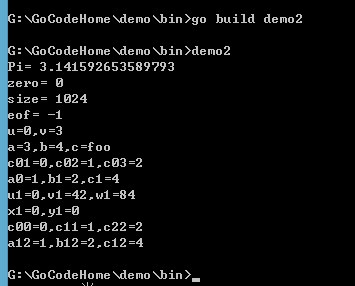 G:\GoCodeHome\demo\bin>go build demo2
G:\GoCodeHome\demo\bin>demo2
Pi= 3.141592653589793
zero= 0
size= 1024
eof= -1
u=0,v=3
a=3,b=4,c=foo
c01=0,c02=1,c03=2
a0=1,b1=2,c1=4
u1=0,v1=42,w1=84
x1=0,y1=0
c00=0,c11=1,c22=2
a12=1,b12=2,c12=4
G:\GoCodeHome\demo\bin>_